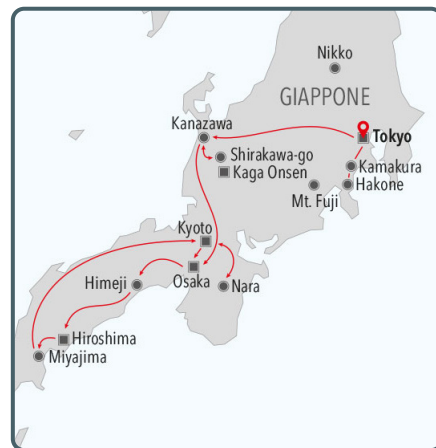 Nikko
GIAPPONE
Kanazawa
Tokyo
Shirakawa-go
Kamakura
Kaga Onsen
Hakone
Mt. Fuji
Kyoto
Himeji
Osaka
Nara
Hiroshima
Miyajima